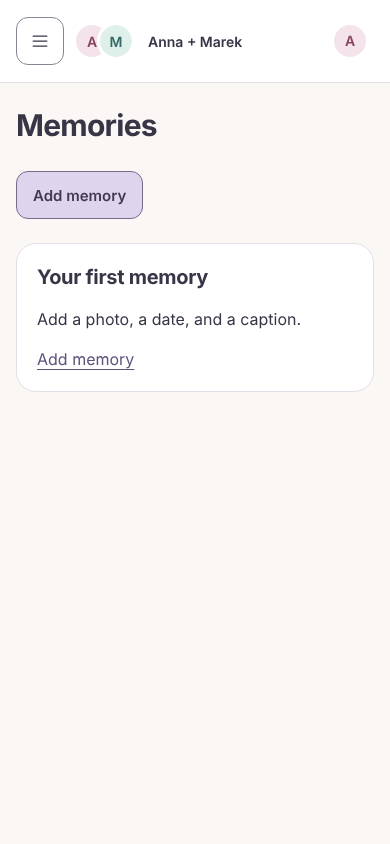 A M Anna + Marek A
Memories
Add memory
Your first memory
Add a photo, a date, and a caption.
Add memory